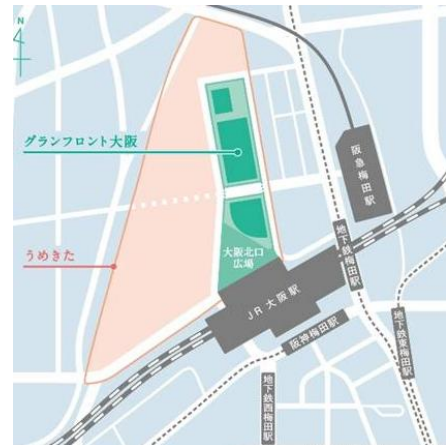 N
グランフロント大阪
うめきた
大阪北口
広場
JR大阪駅
阪急梅田駅
地下鉄梅田駅
阪神梅田駅
地下鉄東梅田駅
地下鉄西梅田駅